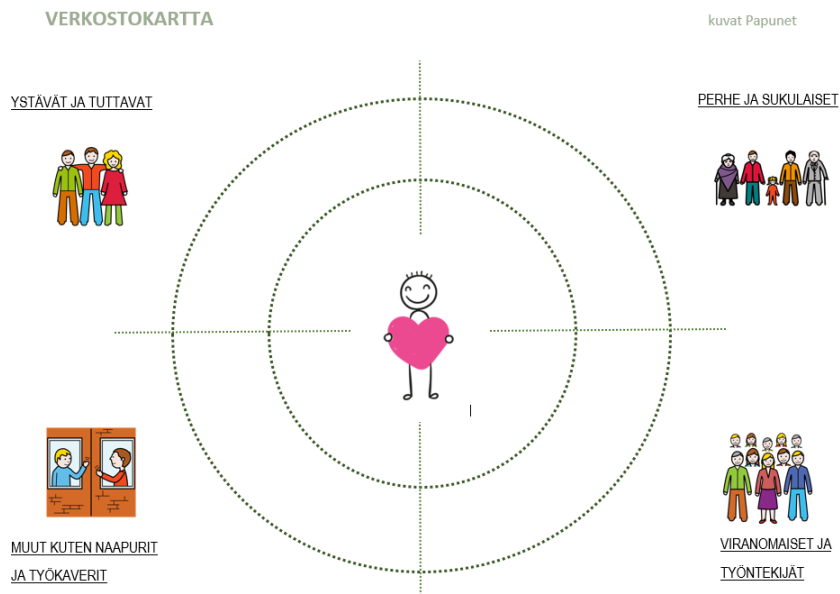 VERKOSTOKARTTA
kuvat Papunet
YSTÄVÄT JA TUTTAVAT
PERHE JA SUKULAISET
MUUT KUTEN NAAPURIT
JA TYÖKAVERIT
VIRANOMAISET JA
TYÖNTEKIJÄT